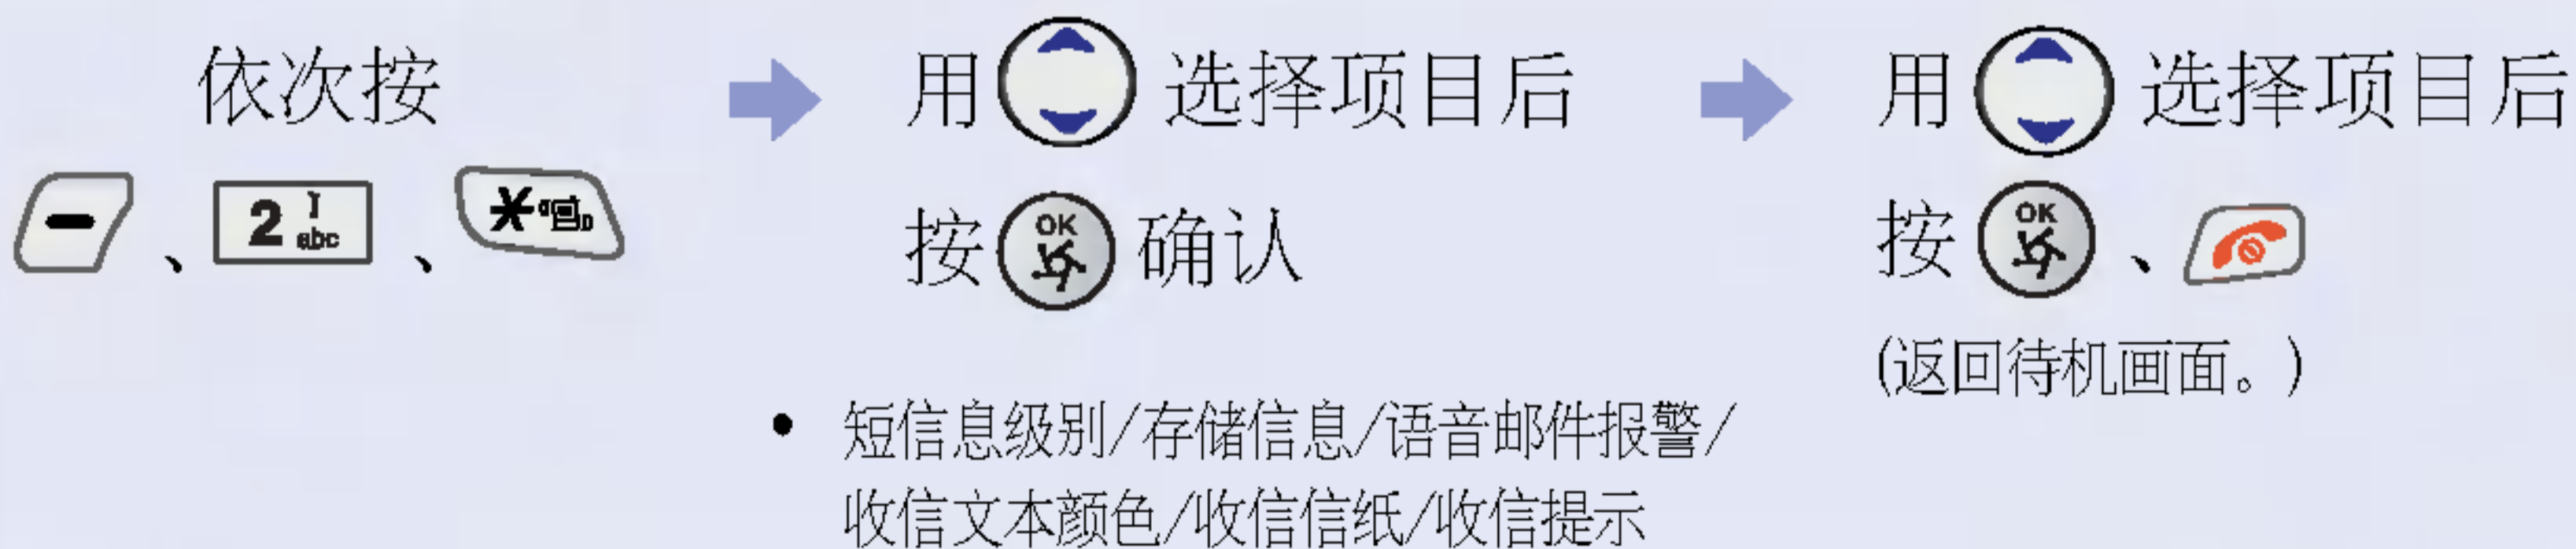 依次按
、2 abc、*
用 选择项目后
按 OK 确认
• 短信息级别/存储信息/语音邮件报警/
收信文本颜色/收信信纸/收信提示
用 选择项目后
按 OK 、
(返回待机画面。)